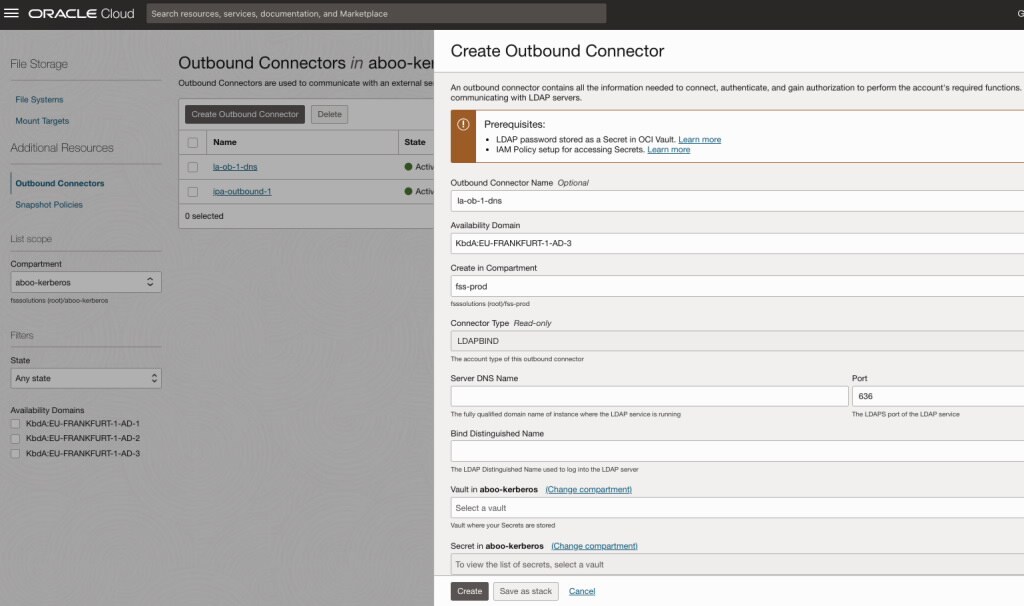 ORACLE Cloud
Search resources, services, documentation, and Marketplace
File Storage
File Systems
Mount Targets
Additional Resources
Outbound Connectors
Snapshot Policies
List scope
Compartment
aboo-kerberos
fsssolutions (root)/aboo-kerberos
Filters
State
Any state
Availability Domains
KbdA:EU-FRANKFURT-1-AD-1
KbdA:EU-FRANKFURT-1-AD-2
KbdA:EU-FRANKFURT-1-AD-3
Outbound Connectors in aboo-ker
Outbound Connectors are used to communicate with an external se
Create Outbound Connector
Delete
Name State
la-ob-1-dns Activ
ipa-outbound-1 Activ
0 selected
Create Outbound Connector
An outbound connector contains all the information needed to connect, authenticate, and gain authorization to perform the account's required functions.
communicating with LDAP servers.
Prerequisites:
• LDAP password stored as a Secret in OCI Vault. Learn more
• IAM Policy setup for accessing Secrets. Learn more
Outbound Connector Name Optional
la-ob-1-dns
Availability Domain
KbdA:EU-FRANKFURT-1-AD-3
Create in Compartment
fss-prod
fsssolutions (root)/fss-prod
Connector Type Read-only
LDAPBIND
The account type of this outbound connector
Server DNS Name
The fully qualified domain name of instance where the LDAP service is running
Port
636
The LDAPS port of the LDAP service
Bind Distinguished Name
The LDAP Distinguished Name used to log into the LDAP server
Vault in aboo-kerberos (Change compartment)
Select a vault
Vault where your Secrets are stored
Secret in aboo-kerberos (Change compartment)
To view the list of secrets, select a vault
Create
Save as stack
Cancel